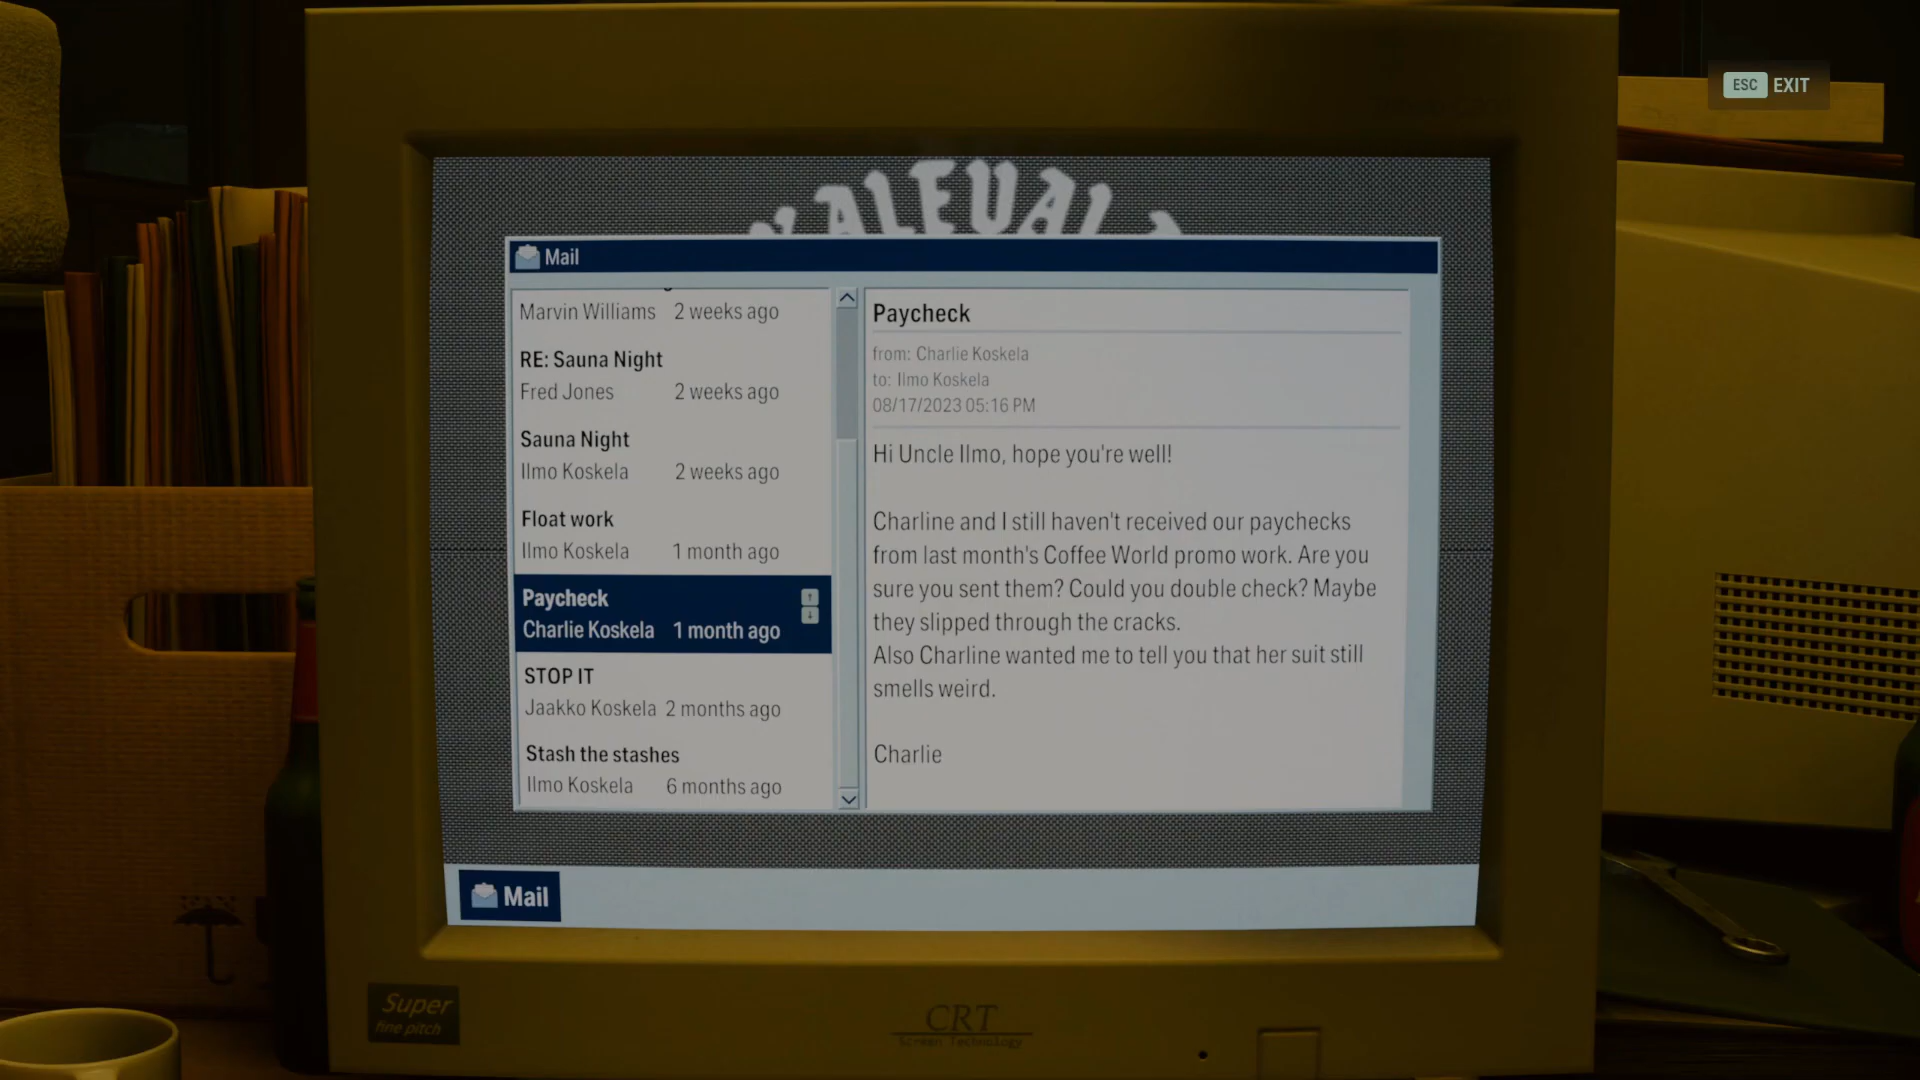 ESC EXIT
Mail
Marvin Williams 2 weeks ago
RE: Sauna Night
Fred Jones 2 weeks ago
Sauna Night
Ilmo Koskela 2 weeks ago
Float work
Ilmo Koskela 1 month ago
Paycheck
Charlie Koskela 1 month ago
STOP IT
Jaakko Koskela 2 months ago
Stash the stashes
Ilmo Koskela 6 months ago
Paycheck
from: Charlie Koskela
to: Ilmo Koskela
08/17/2023 05:16 PM
Hi Uncle Ilmo, hope you're well!
Charline and I still haven't received our paychecks
from last month's Coffee World promo work. Are you
sure you sent them? Could you double check? Maybe
they slipped through the cracks.
Also Charline wanted me to tell you that her suit still
smells weird.
Charlie
Mail
Super
fine pitch
CRT
Screen Technology